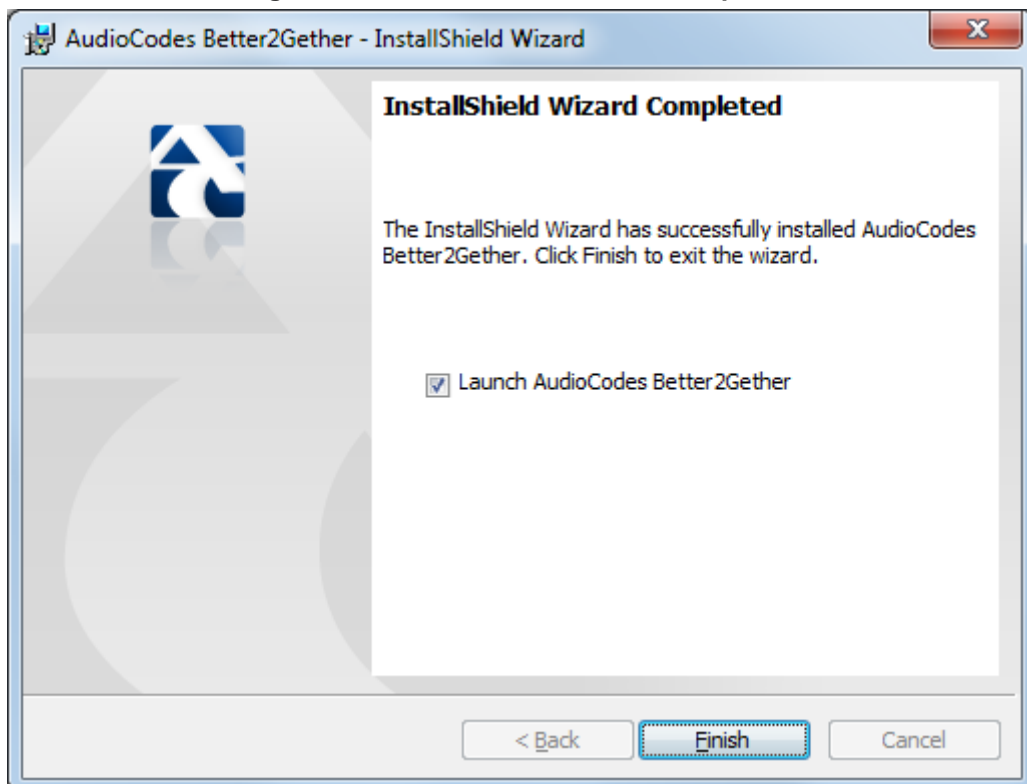 AudioCodes Better2Gether - InstallShield Wizard
InstallShield Wizard Completed
The InstallShield Wizard has successfully installed AudioCodes
Better2Gether. Click Finish to exit the wizard.
Launch AudioCodes Better2Gether
< Back Finish Cancel